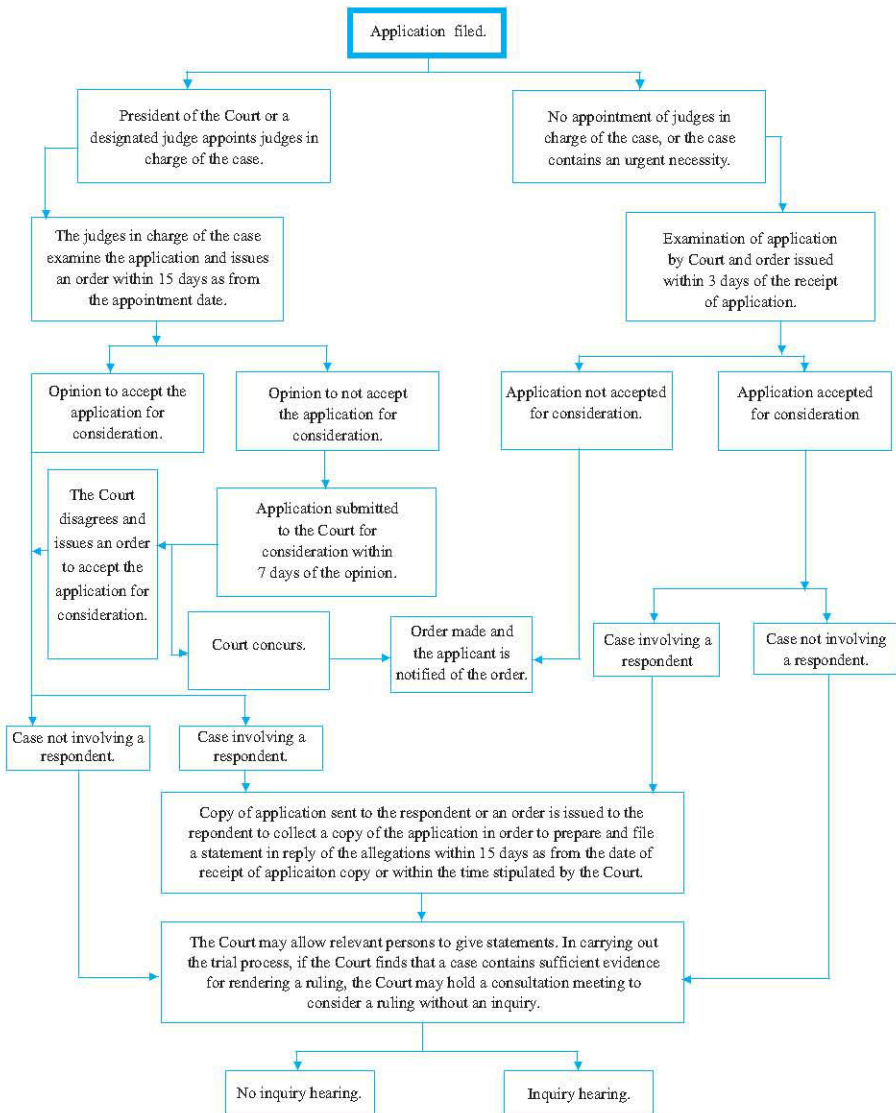 Application filed.
President of the Court or a
designated judge appoints judges in
charge of the case.
No appointment of judges in
charge of the case, or the case
contains an urgent necessity.
The judges in charge of the case
examine the application and issues
an order within 15 days as from
the appointment date.
Examination of application
by Court and order issued
within 3 days of the receipt
of application.
Opinion to accept the
application for
consideration.
Opinion to not accept
the application for
consideration.
Application not accepted
for consideration.
Application accepted
for consideration
The Court
disagrees and
issues an order
to accept the
application for
consideration.
Application submitted
to the Court for
consideration within
7 days of the opinion.
Court concurs.
Order made and
the applicant is
notified of the order.
Case involving a
respondent
Case not involving
a respondent.
Case not involving a
respondent.
Case involving a
respondent.
Copy of application sent to the respondent or an order is issued to the
repondent to collect a copy of the application in order to prepare and file
a statement in reply of the allegations within 15 days as from the date of
receipt of applicaiton copy or within the time stipulated by the Court.
The Court may allow relevant persons to give statements. In carrying out
the trial process, if the Court finds that a case contains sufficient evidence
for rendering a ruling, the Court may hold a consultation meeting to
consider a ruling without an inquiry.
No inquiry hearing.
Inquiry hearing.